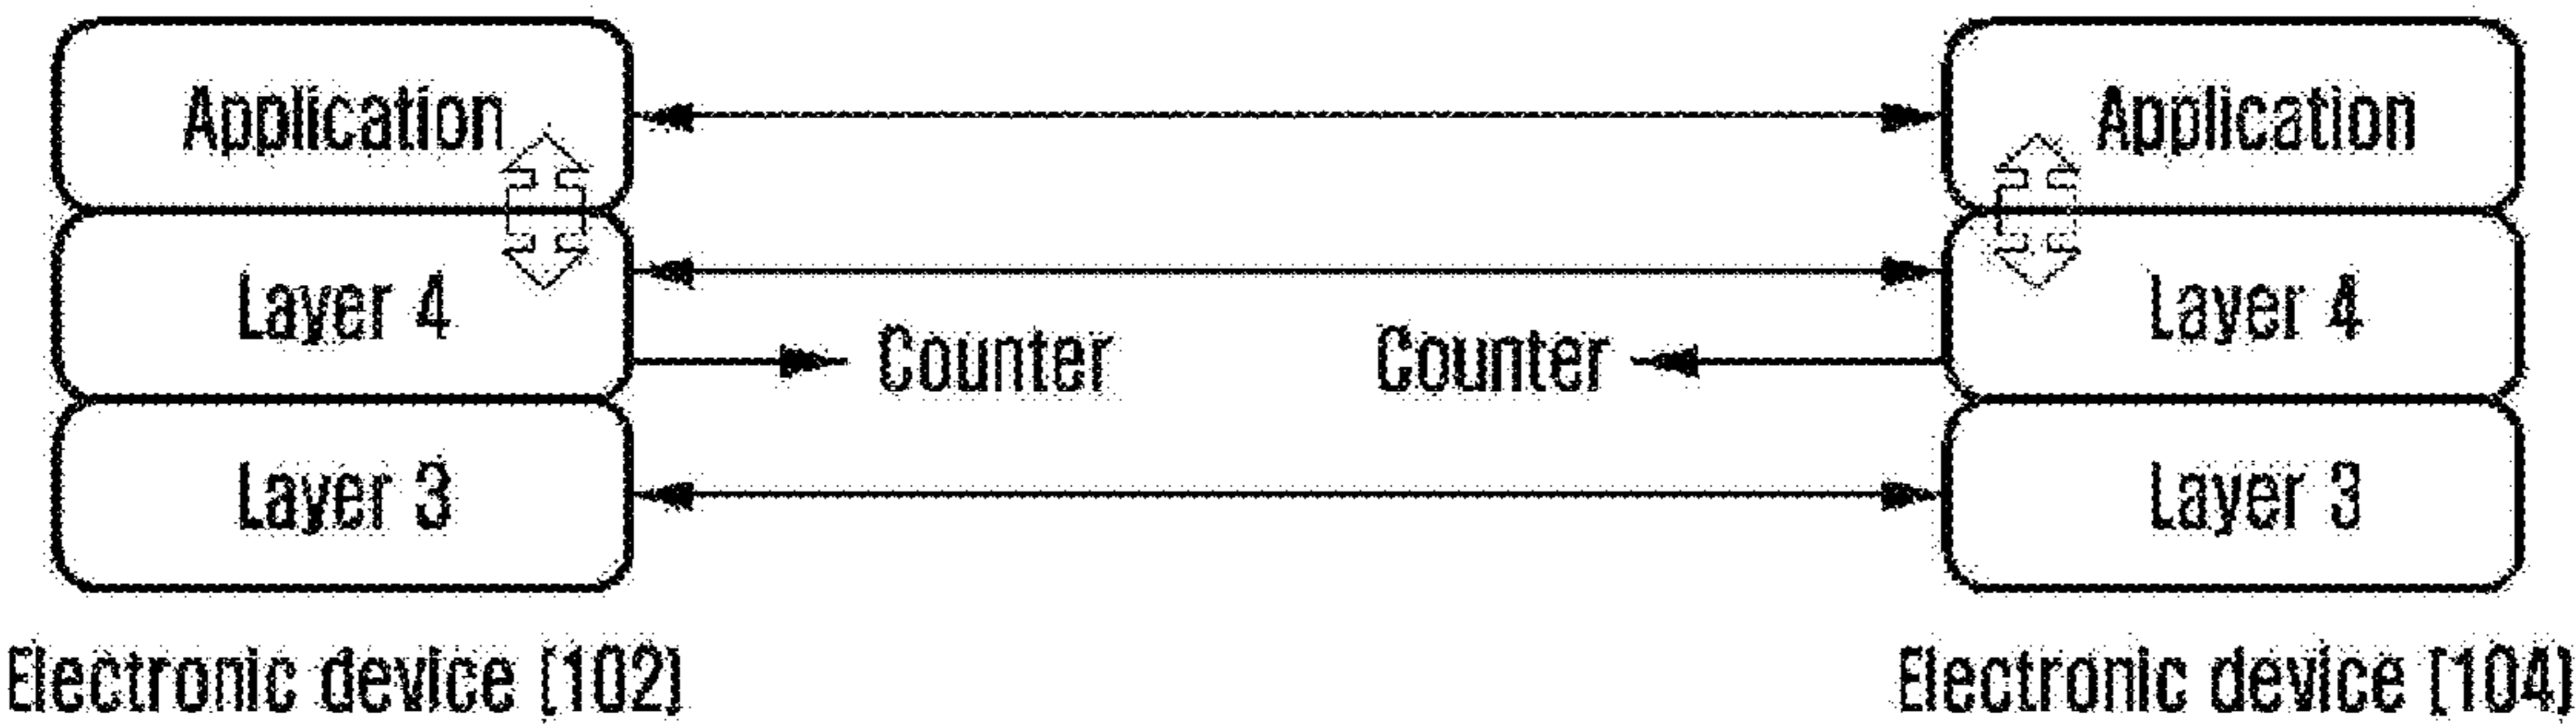 Application Application
Layer 4 Layer 4
Counter Counter
Layer 3 Layer 3
Electronic device [102] Electronic device [104]